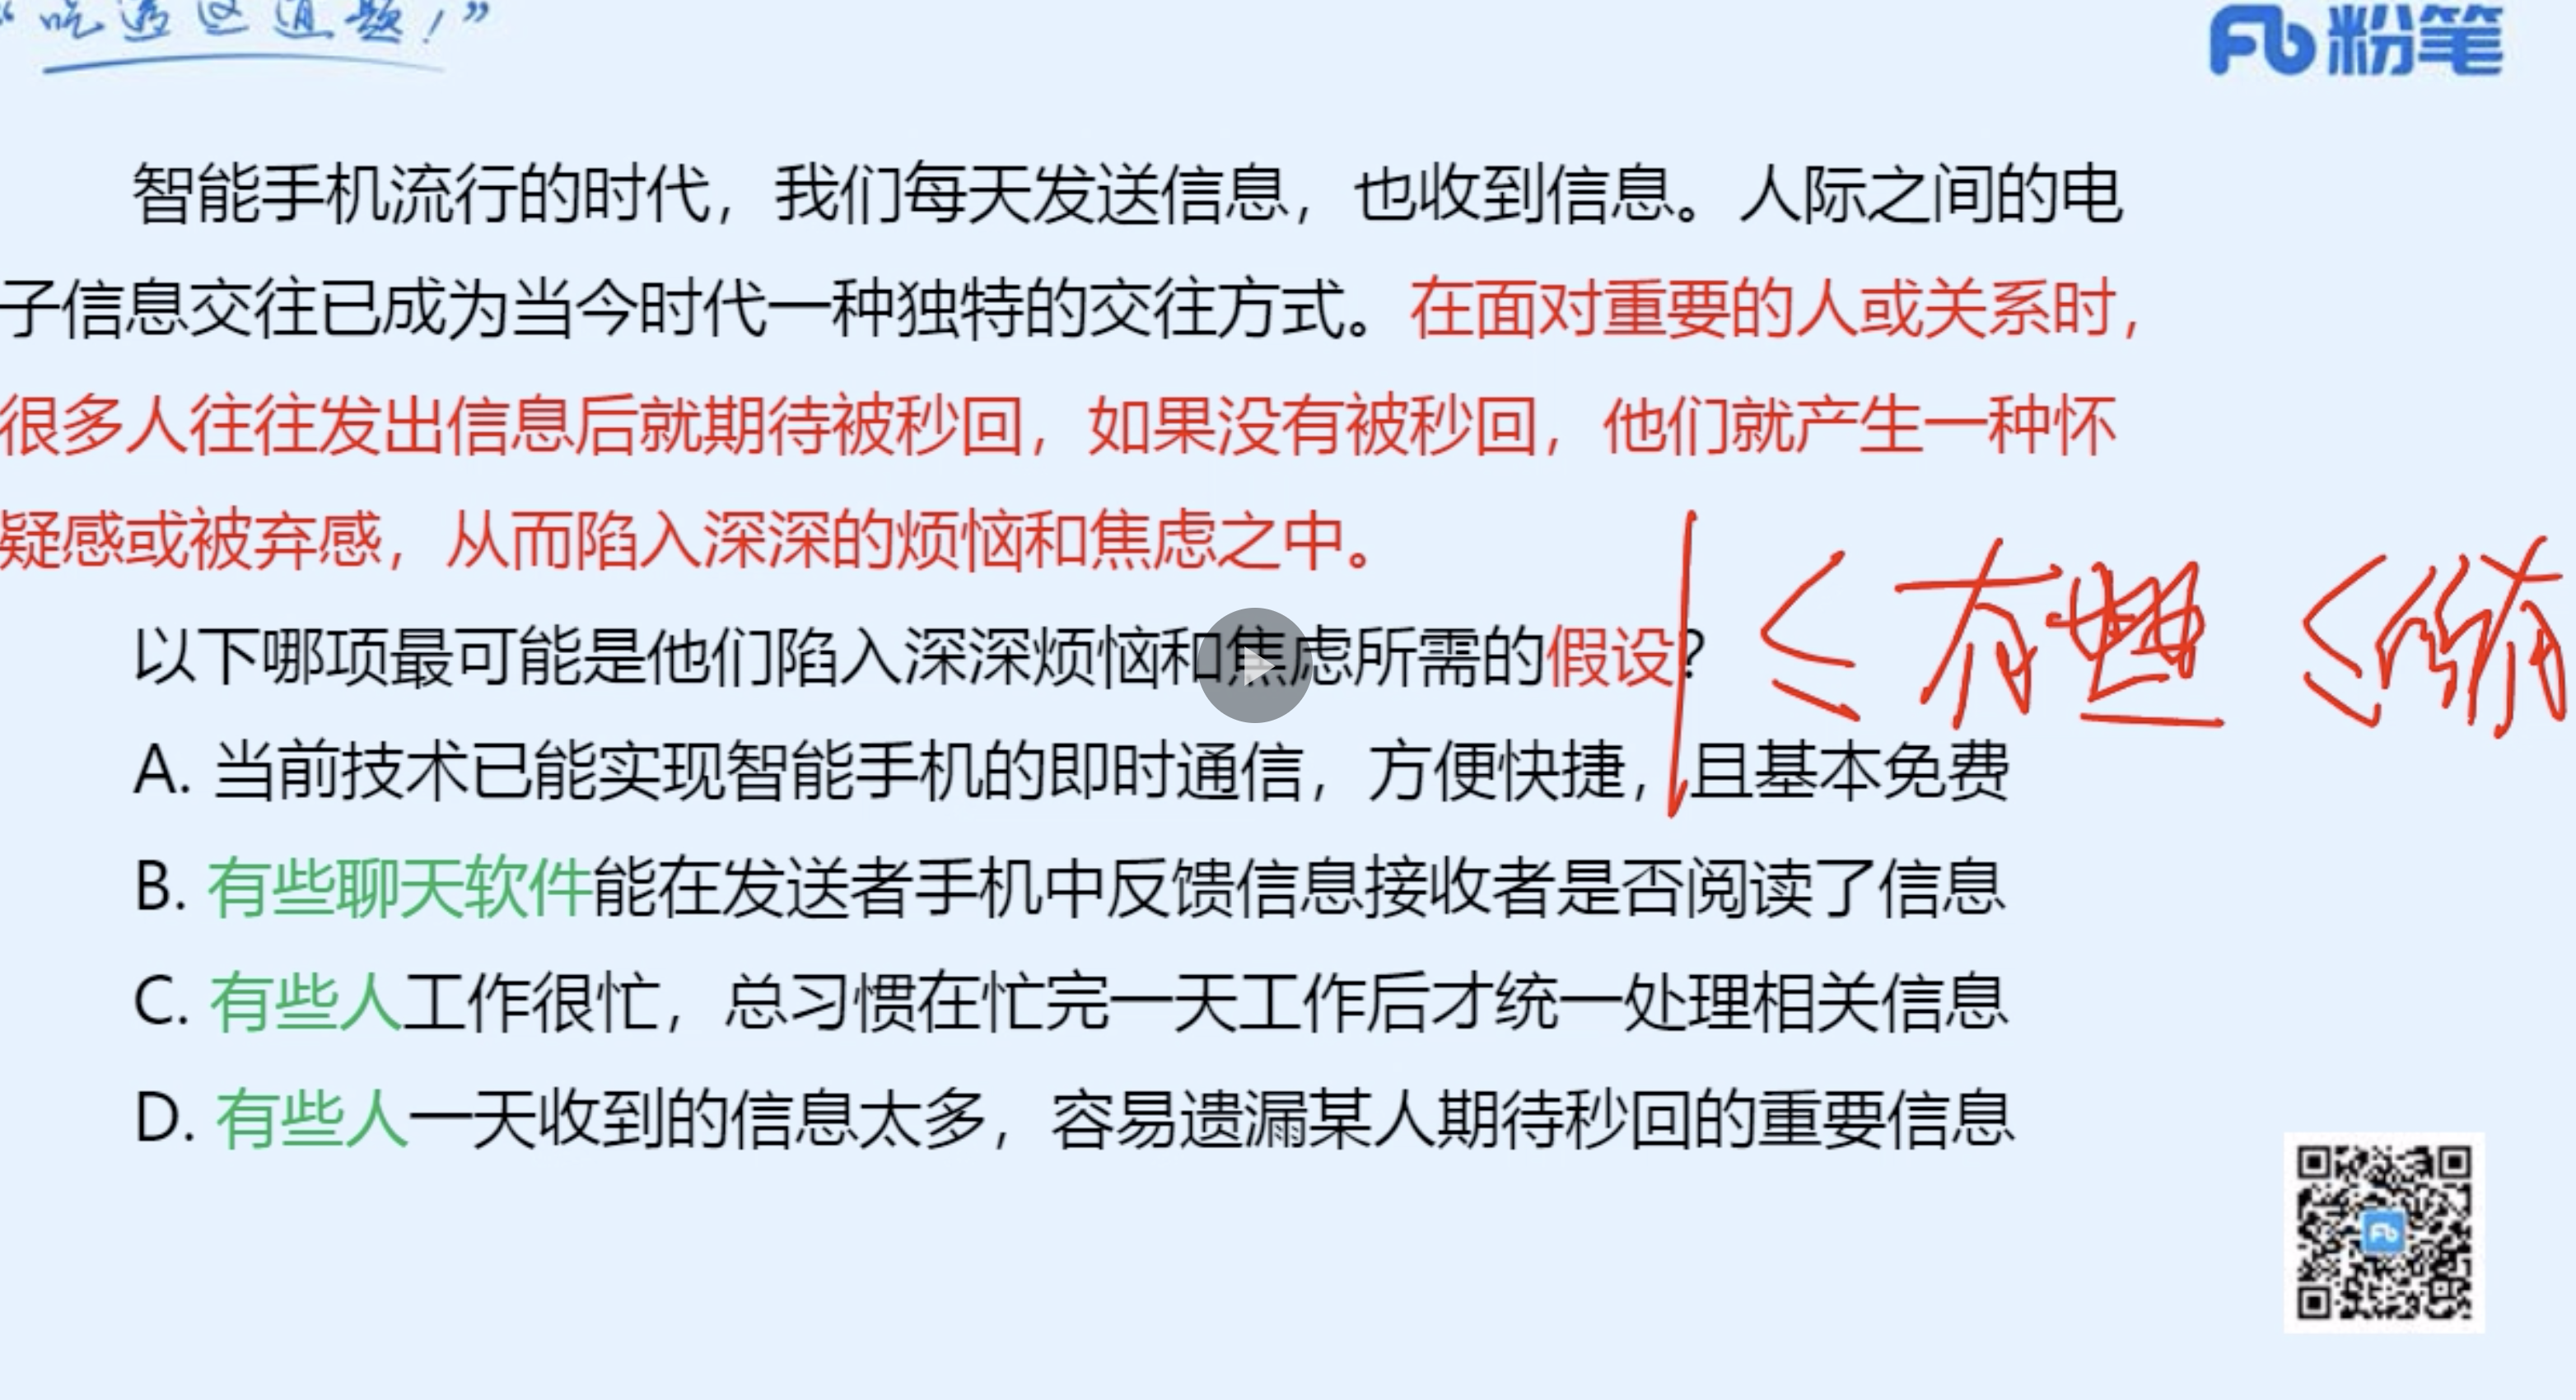 “吃透这道题！”
粉笔
智能手机流行的时代，我们每天发送信息，也收到信息。人际之间的电
子信息交往已成为当今时代一种独特的交往方式。在面对重要的人或关系时，
很多人往往发出信息后就期待被秒回，如果没有被秒回，他们就产生一种怀
疑感或被弃感，从而陷入深深的烦恼和焦虑之中。
以下哪项最可能是他们陷入深深烦恼和焦虑所需的假设？
A. 当前技术已能实现智能手机的即时通信，方便快捷，且基本免费
B. 有些聊天软件能在发送者手机中反馈信息接收者是否阅读了信息
C. 有些人工作很忙，总习惯在忙完一天工作后才统一处理相关信息
D. 有些人一天收到的信息太多，容易遗漏某人期待秒回的重要信息